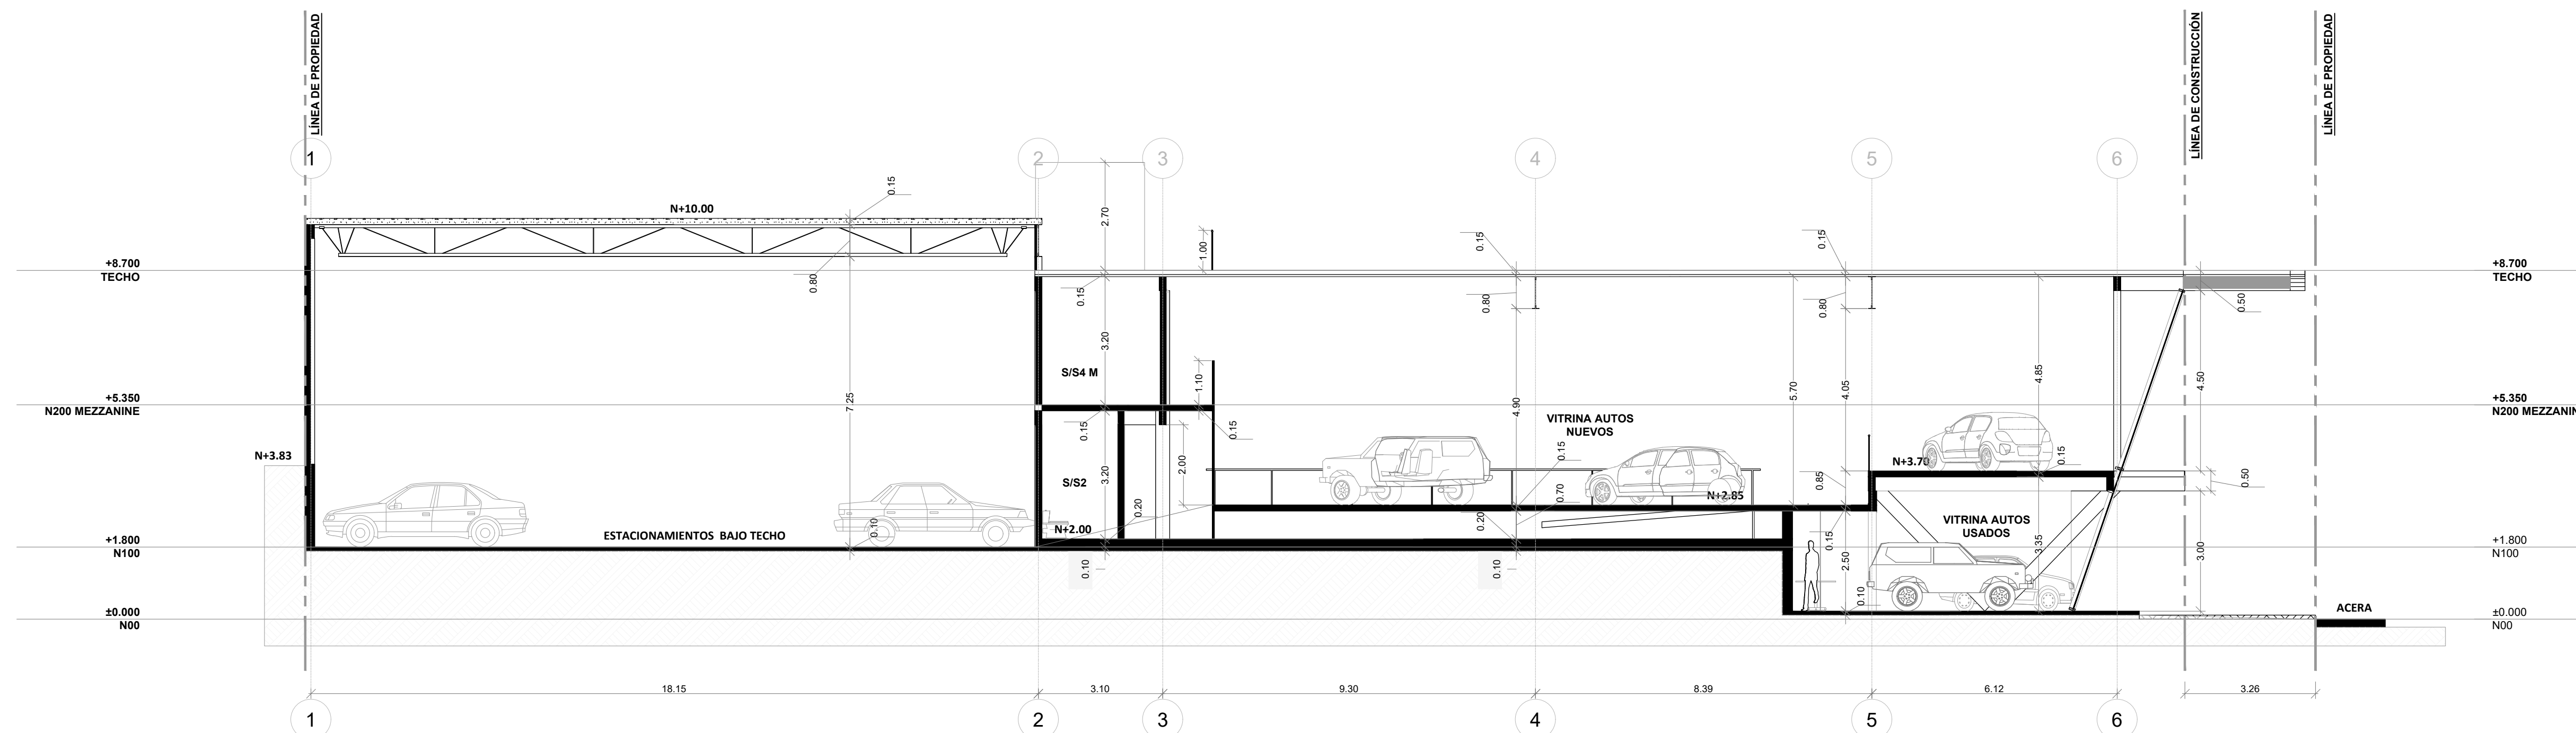 LÍNEA DE PROPIEDAD
LÍNEA DE CONSTRUCCIÓN
LÍNEA DE PROPIEDAD
1
2
3
4
5
6
0.15
N+10.00
2.70
1.00
0.15
0.15
+8.700
TECHO
0.80
0.15
0.80
0.80
0.50
+8.700
TECHO
3.20
S/S4 M
1.10
7.25
4.90
5.70
4.05
4.85
4.50
+5.350
N200 MEZZANINE
+5.350
N200 MEZZANIN
0.15
0.15
VITRINA AUTOS
NUEVOS
0.15
N+3.83
2.00
N+3.70
0.15
3.20
S/S2
0.85
0.50
0.70
N+2.85
0.20
0.20
VITRINA AUTOS
USADOS
ESTACIONAMIENTOS  BAJO TECHO
0.10
N+2.00
0.15
3.35
+1.800
N100
+1.800
N100
0.10
0.10
2.50
3.00
0.10
±0.000
N00
ACERA
±0.000
N00
18.15
3.10
9.30
8.39
6.12
3.26
1
2
3
4
5
6